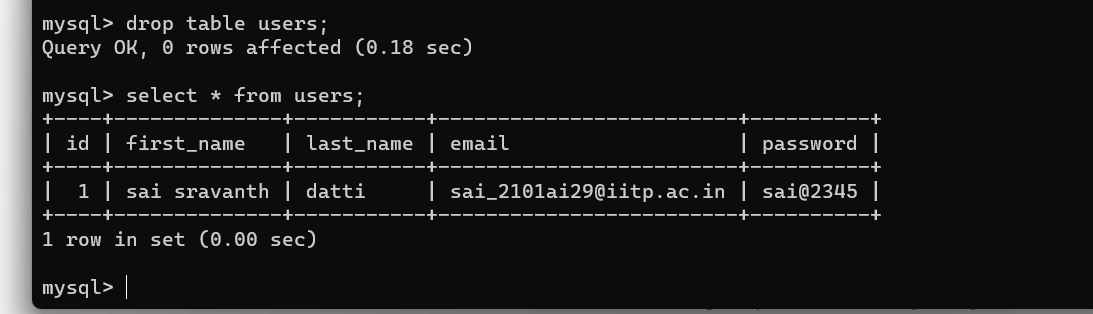 mysql> drop table users;
Query OK, 0 rows affected (0.18 sec)
mysql> select * from users;
+----+--------------+-----------+-------------------------+----------+
| id | first_name   | last_name | email                   | password |
+----+--------------+-----------+-------------------------+----------+
|  1 | sai sravanth | datti     | sai_2101ai29@iitp.ac.in | sai@2345 |
+----+--------------+-----------+-------------------------+----------+
1 row in set (0.00 sec)
mysql>